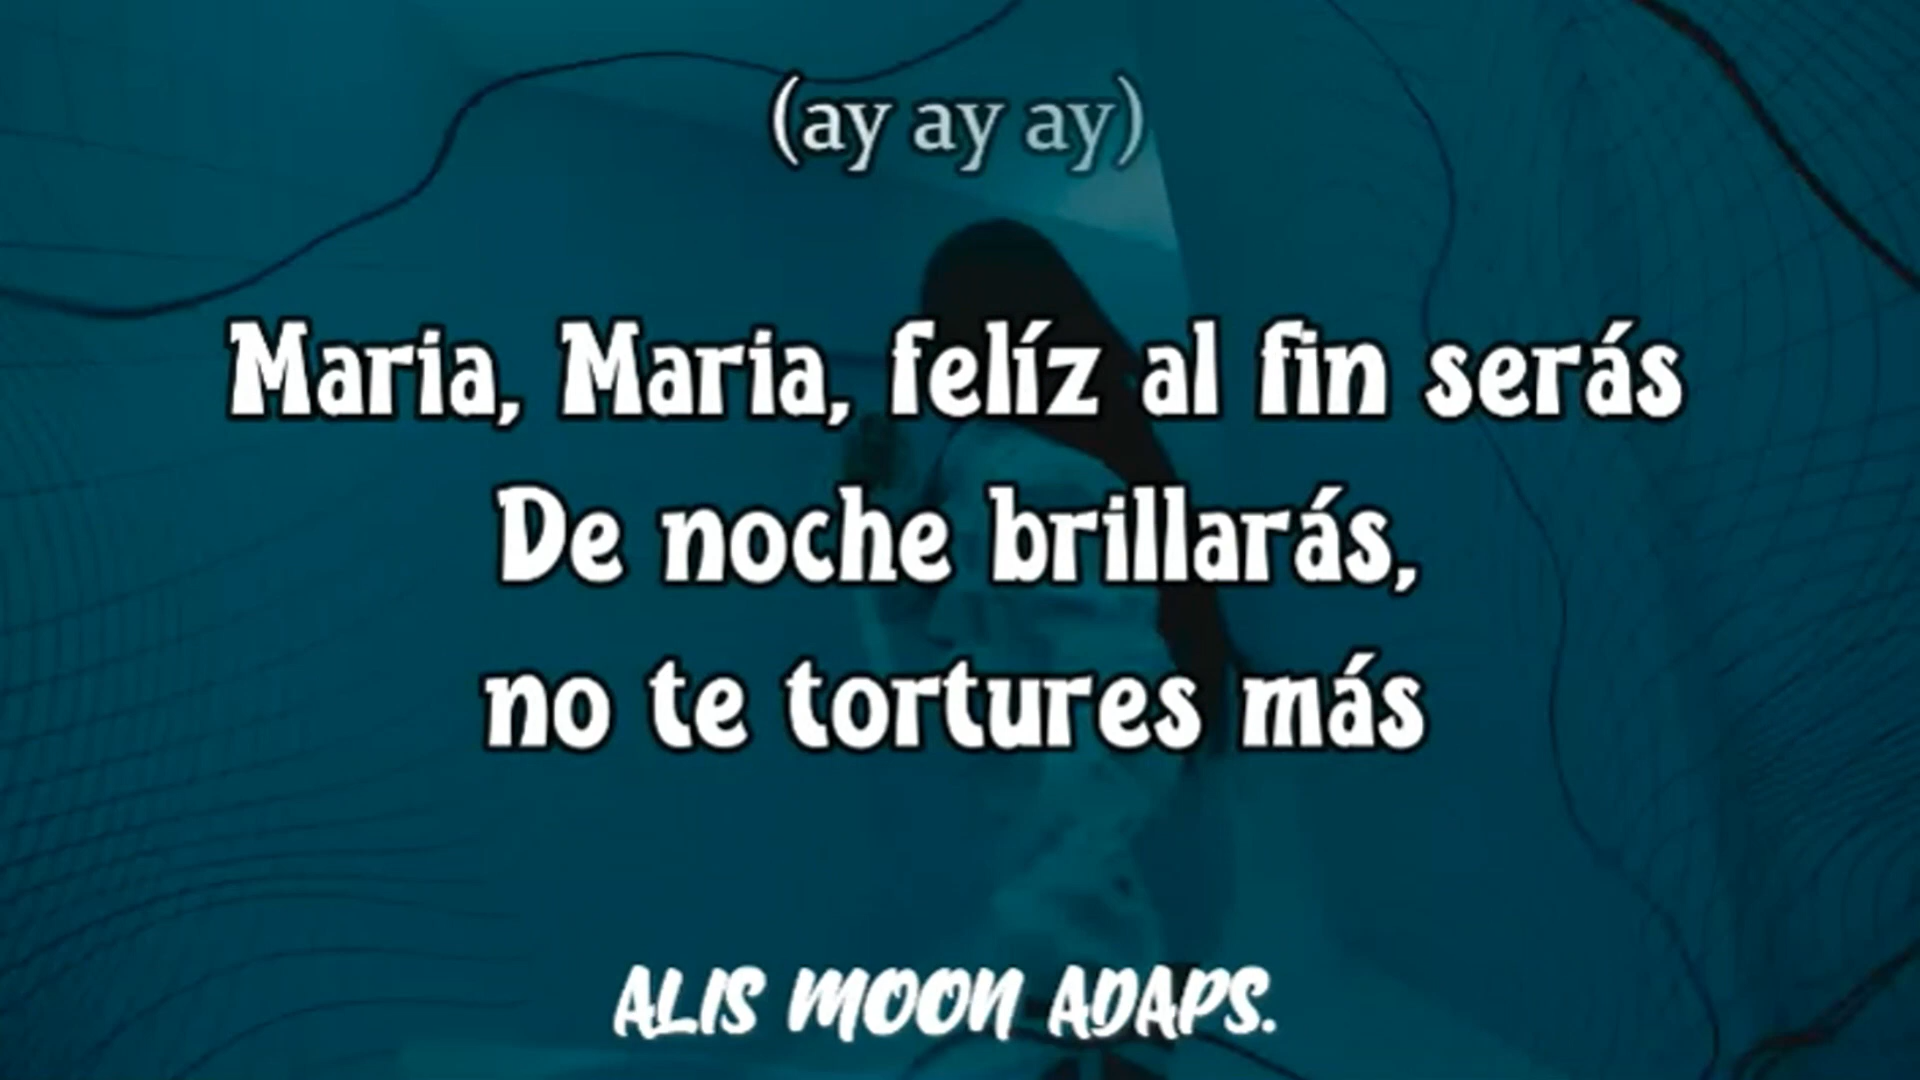 (ay ay ay)
Maria, Maria, felíz al fin serás
De noche brillarás,
no te tortures más
ALIS MOON ADAPS.